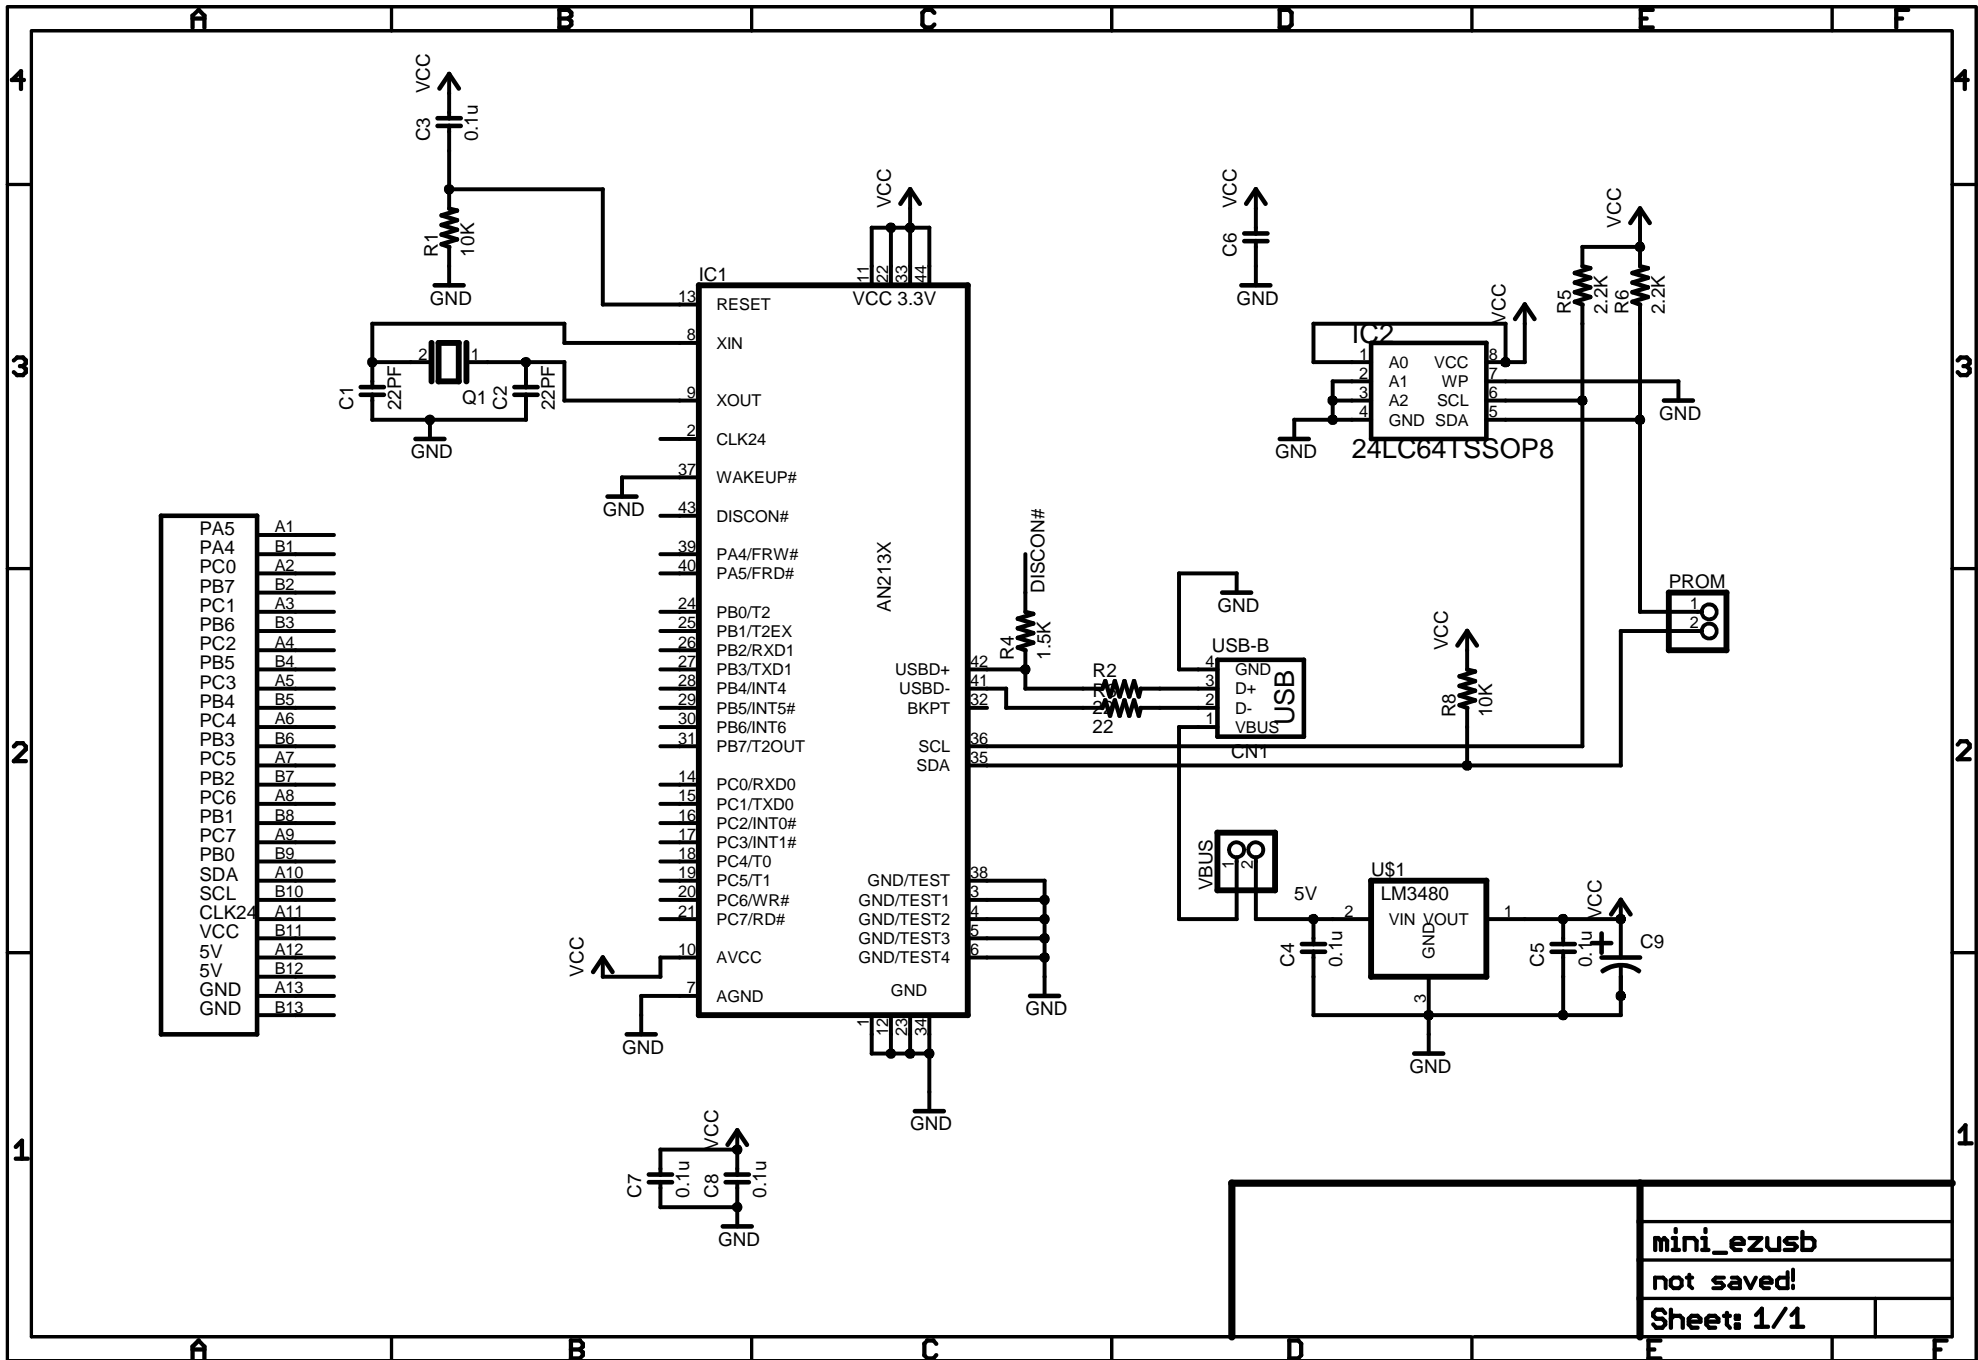 A B C D E F
4 4
3 3
2 2
1 1
A B C D E F
VCC
C3
0.1u
R1
10K
GND
C1
22PF
2
1
Q1
C2
22PF
GND
PA5 A1
PA4 B1
PC0 A2
PB7 B2
PC1 A3
PB6 B3
PC2 A4
PB5 B4
PC3 A5
PB4 B5
PC4 A6
PB3 B6
PC5 A7
PB2 B7
PC6 A8
PB1 B8
PC7 A9
PB0 B9
SDA A10
SCL B10
CLK24 A11
VCC B11
5V A12
5V B12
GND A13
GND B13
IC1
VCC
11 22 33 44
VCC 3.3V
13 RESET
8 XIN
9 XOUT
2 CLK24
37 WAKEUP#
GND
43 DISCON#
39 PA4/FRW#
40 PA5/FRD#
24 PB0/T2
25 PB1/T2EX
26 PB2/RXD1
27 PB3/TXD1
28 PB4/INT4
29 PB5/INT5#
30 PB6/INT6
31 PB7/T2OUT
14 PC0/RXD0
15 PC1/TXD0
16 PC2/INT0#
17 PC3/INT1#
18 PC4/T0
19 PC5/T1
20 PC6/WR#
21 PC7/RD#
VCC
10 AVCC
7 AGND
GND
AN213X
USBD+ 42
USBD- 41
BKPT 32
SCL 36
SDA 35
GND/TEST 38
GND/TEST1 3
GND/TEST2 4
GND/TEST3 5
GND/TEST4 6
GND
GND
1 12 23 34
GND
DISCON#
R4
1.5K
R2
22
GND
USB-B
4 GND
3 D+
2 D-
1 VBUS
USB
CN1
VCC
C6
GND
IC2
1 A0 VCC 8
2 A1 WP 7
3 A2 SCL 6
4 GND SDA 5
24LC64TSSOP8
VCC
GND
GND
VCC
R5
2.2K
R6
2.2K
PROM
1
2
VCC
R8
10K
VBUS
1
2
5V
C4
0.1u
U$1
LM3480
2 VIN VOUT 1
GND
3
GND
C5
0.1u
VCC
C9
C7
0.1u
C8
0.1u
VCC
GND
mini_ezusb
not saved!
Sheet: 1/1